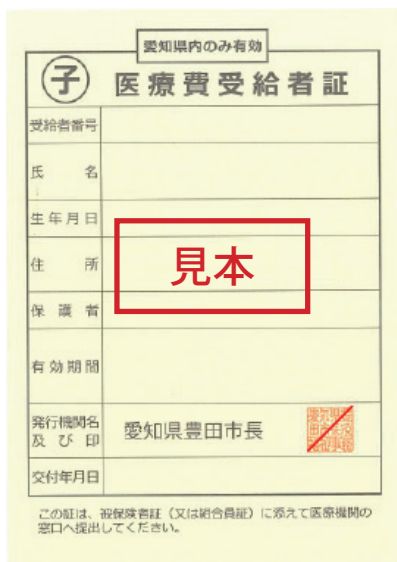 愛知県内のみ有効
子 医療費受給者証
受給者番号
氏 名
生年月日
住 所
見本
保 護 者
有効期間
発行機関名
及 び 印
愛知県豊田市長
交付年月日
この証は、被保険者証（又は組合員証）に添えて医療機関の
窓口へ提出してください。